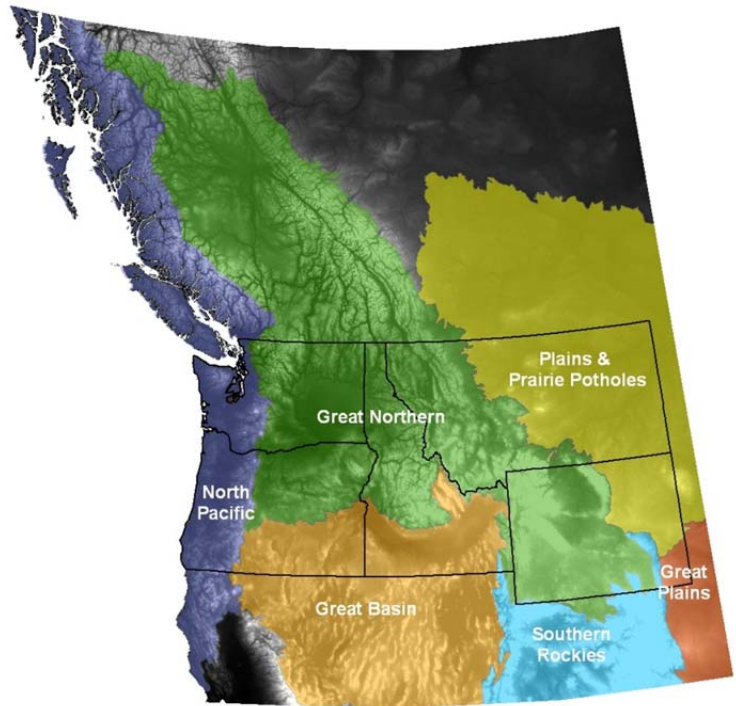 Plains &
Prairie Potholes
Great Northern
North
Pacific
Great
Plains
Great Basin
Southern
Rockies